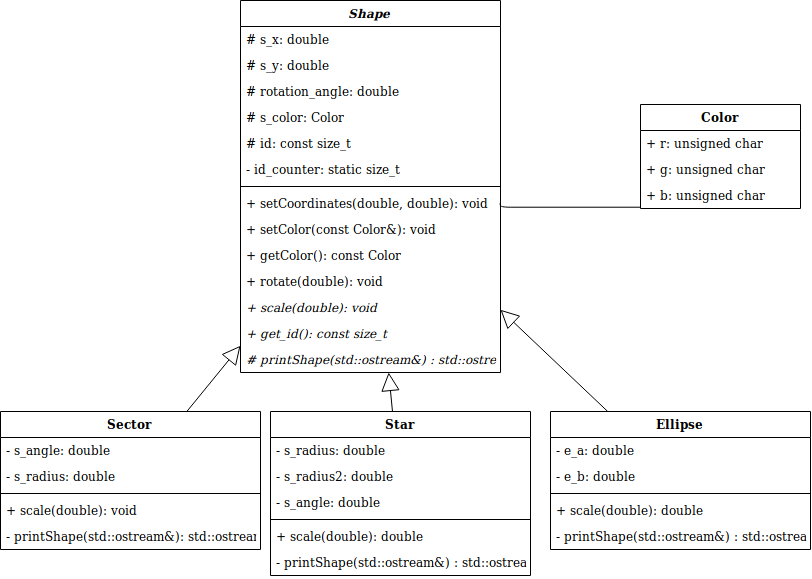 Shape
# s_x: double
# s_y: double
# rotation_angle: double
# s_color: Color
# id: const size_t
- id_counter: static size_t
+ setCoordinates(double, double): void
+ setColor(const Color&): void
+ getColor(): const Color
+ rotate(double): void
+ scale(double): void
+ get_id(): const size_t
# printShape(std::ostream&) : std::ostre
Color
+ r: unsigned char
+ g: unsigned char
+ b: unsigned char
Sector
- s_angle: double
- s_radius: double
+ scale(double): void
- printShape(std::ostream&): std::ostrear
Star
- s_radius: double
- s_radius2: double
- s_angle: double
+ scale(double): double
- printShape(std::ostream&) : std::ostrea
Ellipse
- e_a: double
- e_b: double
+ scale(double): double
- printShape(std::ostream&) : std::ostrea